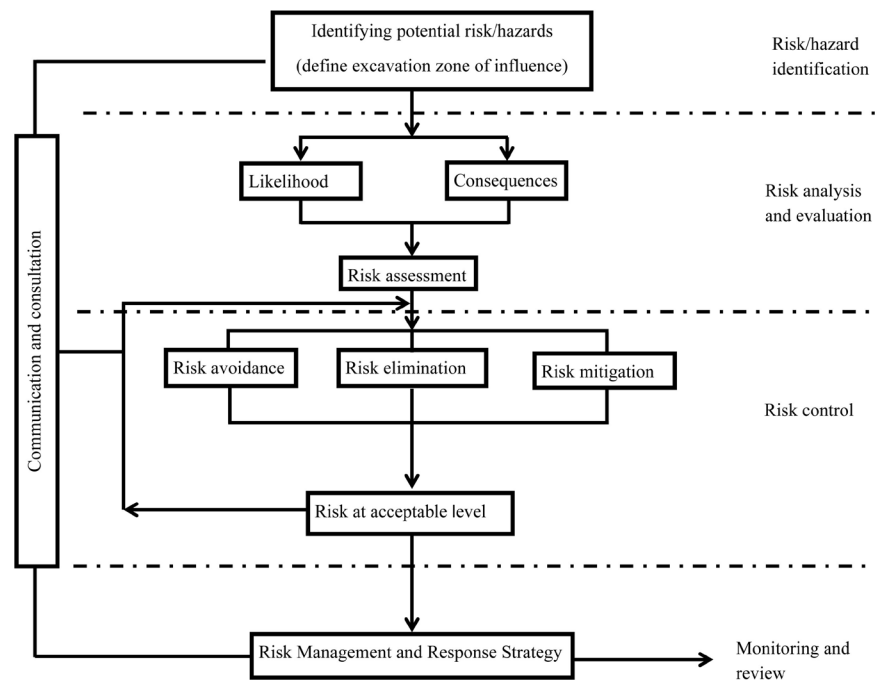 Identifying potential risk/hazards
(define excavation zone of influence)
Risk/hazard
identification
Likelihood
Consequences
Risk analysis
and evaluation
Risk assessment
Communication and consultation
Risk avoidance
Risk elimination
Risk mitigation
Risk control
Risk at acceptable level
Risk Management and Response Strategy
Monitoring and
review